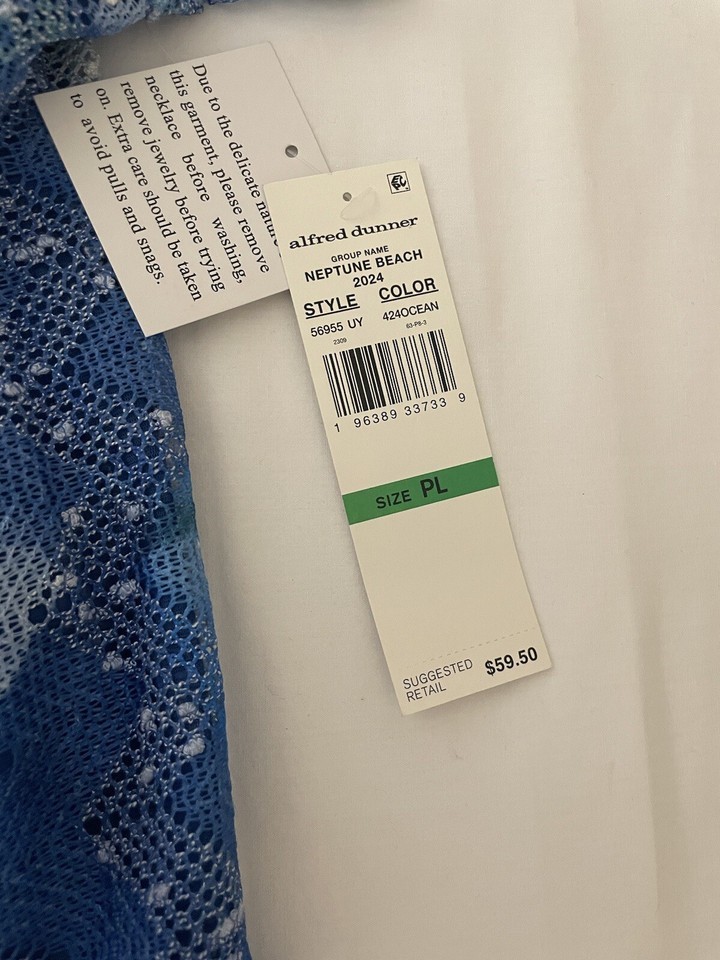 Due to the delicate nature
this garment, please remove
necklace before washing,
remove jewelry before trying
on. Extra care should be taken
to avoid pulls and snags.
alfred dunner
GROUP NAME
NEPTUNE BEACH
2024
STYLE COLOR
56955 UY 424OCEAN
2309 63-P8-3
1 96389 33733 9
SIZE PL
SUGGESTED
RETAIL $59.50